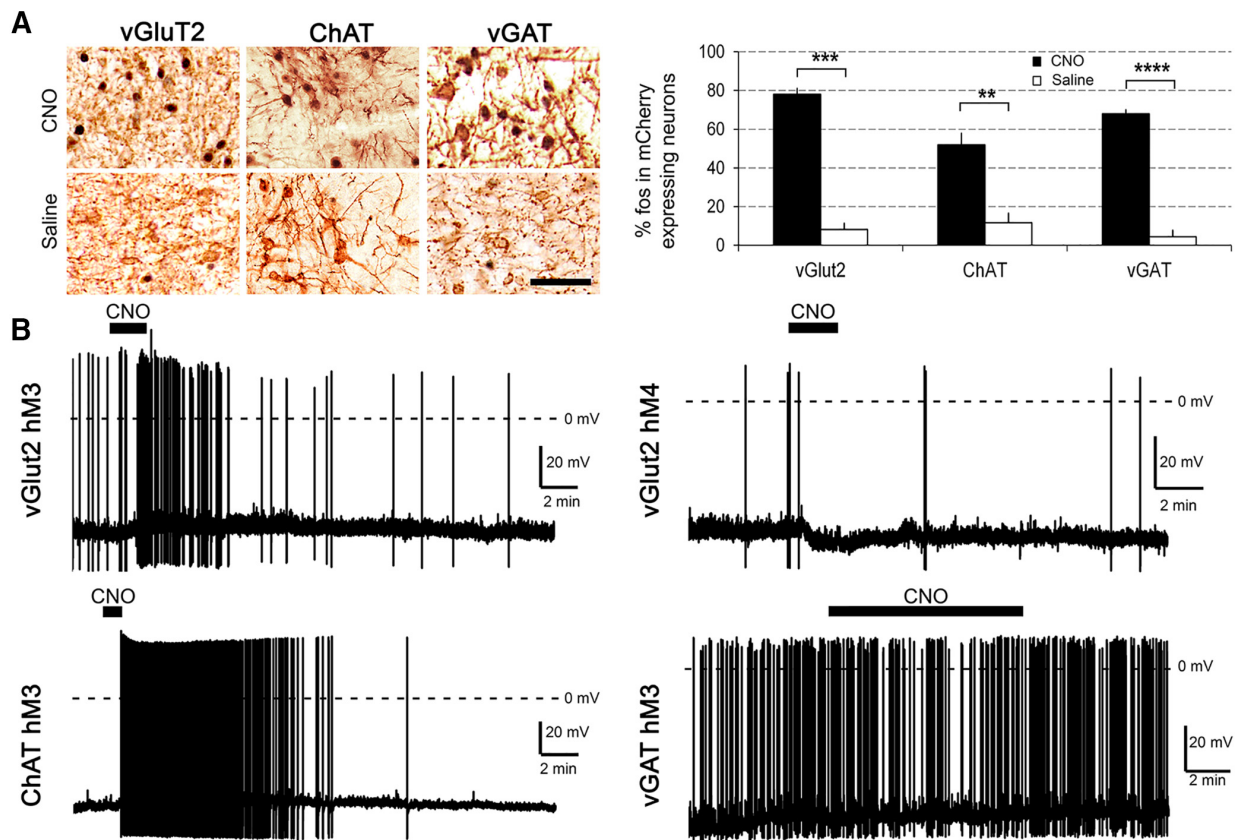 A
vGluT2 ChAT vGAT
CNO
Saline
% fos in mCherry
expressing neurons
100
80
60
40
20
0
***
**
****
CNO
Saline
vGlut2 ChAT vGAT
B
vGlut2 hM3
CNO
0 mV
20 mV
2 min
vGlut2 hM4
CNO
0 mV
20 mV
2 min
ChAT hM3
CNO
0 mV
20 mV
2 min
vGAT hM3
CNO
0 mV
20 mV
2 min